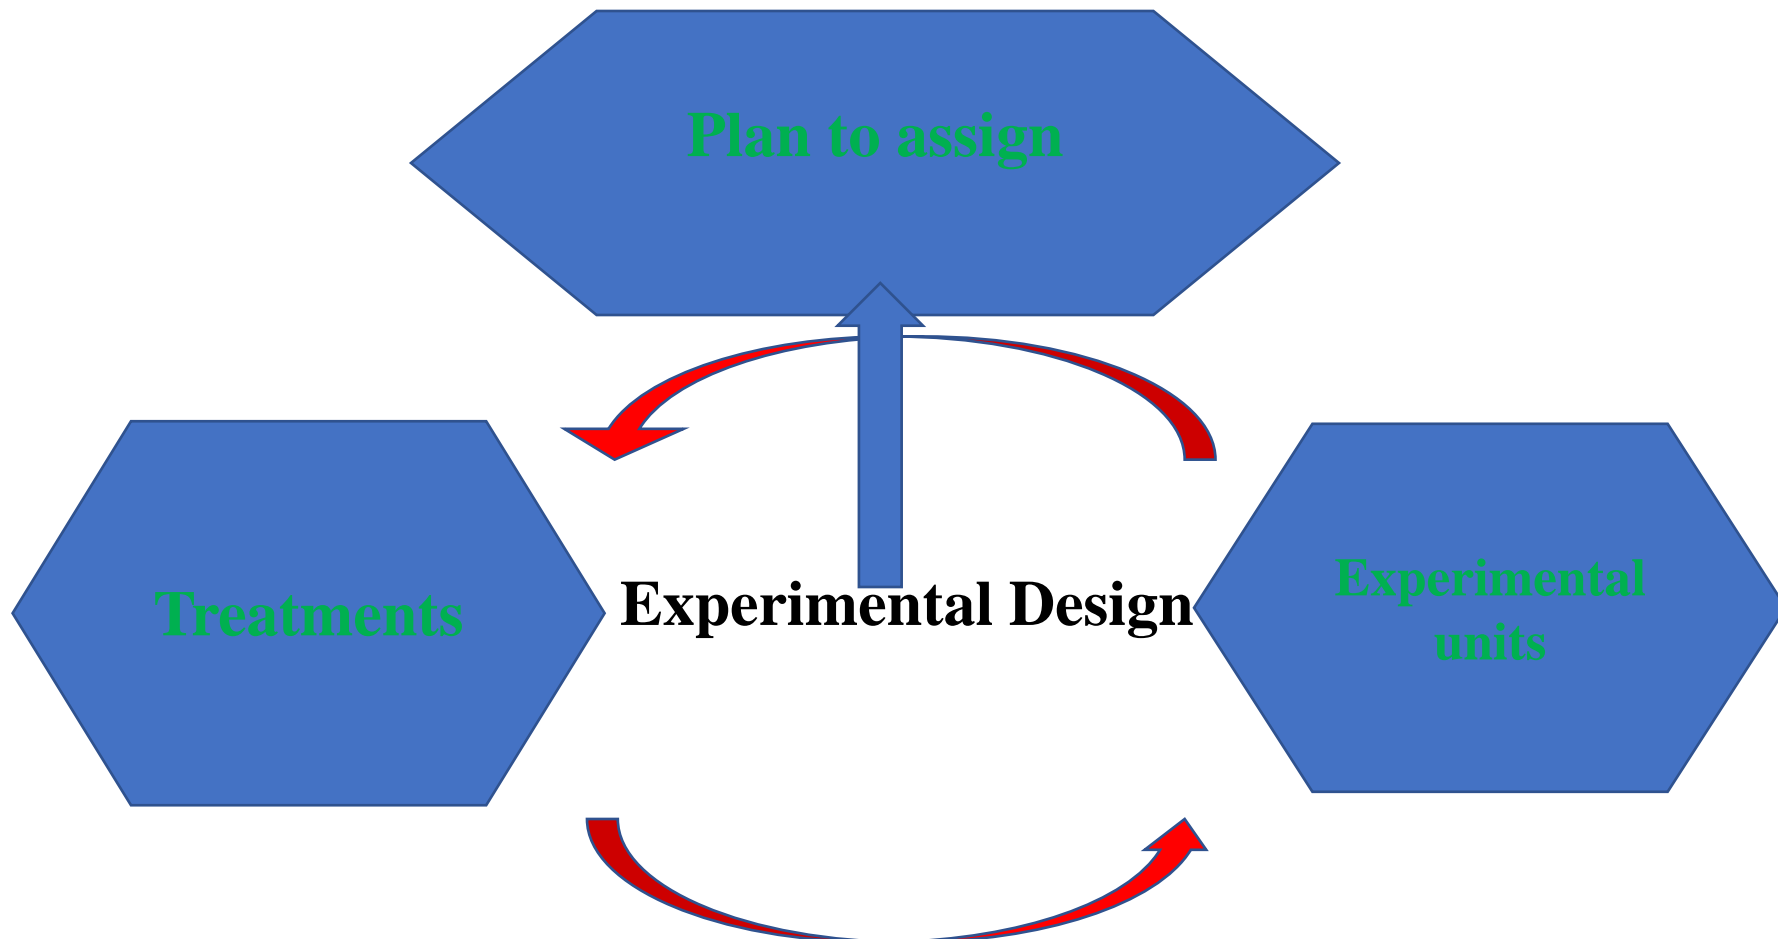 Plan to assign
Treatments
Experimental Design
Experimental
units